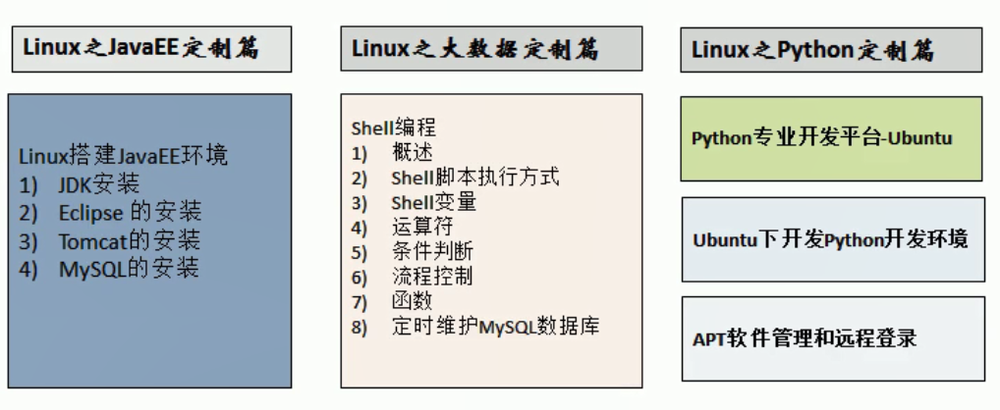 Linux之JavaEE定制篇
Linux搭建JavaEE环境
1) JDK安装
2) Eclipse 的安装
3) Tomcat的安装
4) MySQL的安装
Linux之大数据定制篇
Shell编程
1) 概述
2) Shell脚本执行方式
3) Shell变量
4) 运算符
5) 条件判断
6) 流程控制
7) 函数
8) 定时维护MySQL数据库
Linux之Python定制篇
Python专业开发平台-Ubuntu
Ubuntu下开发Python开发环境
APT软件管理和远程登录